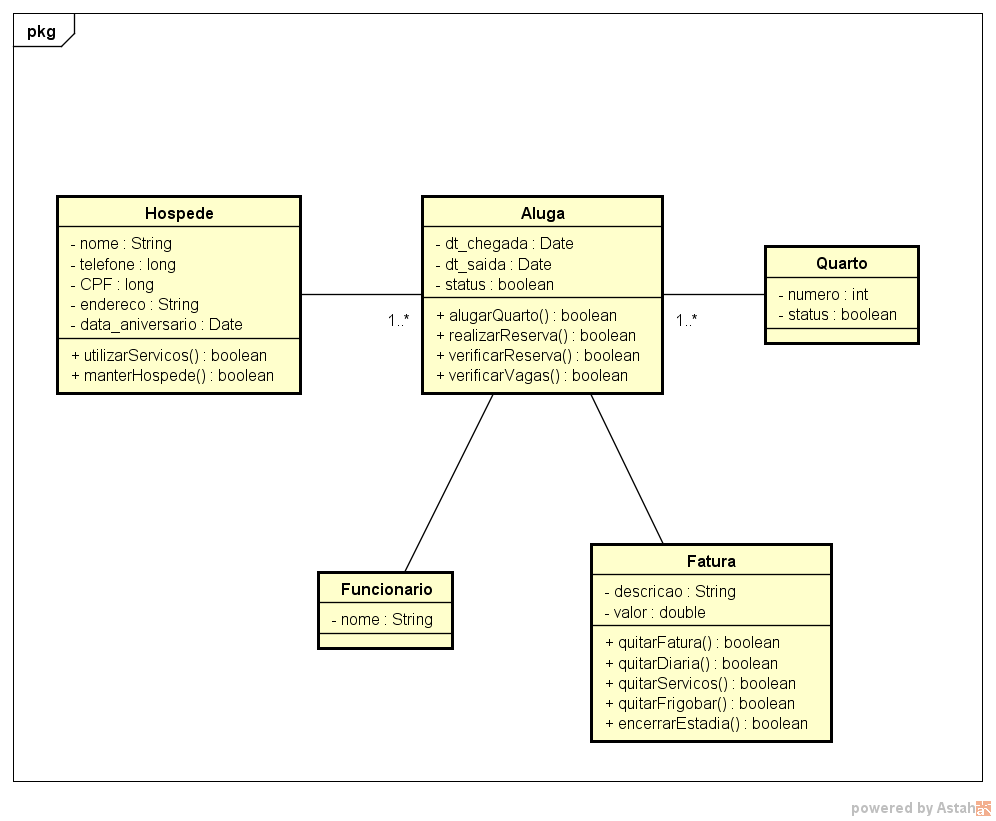 pkg
Hospede
- nome : String
- telefone : long
- CPF : long
- endereco : String
- data_aniversario : Date
+ utilizarServicos() : boolean
+ manterHospede() : boolean
1..*
Aluga
- dt_chegada : Date
- dt_saida : Date
- status : boolean
+ alugarQuarto() : boolean
+ realizarReserva() : boolean
+ verificarReserva() : boolean
+ verificarVagas() : boolean
1..*
Quarto
- numero : int
- status : boolean
Funcionario
- nome : String
Fatura
- descricao : String
- valor : double
+ quitarFatura() : boolean
+ quitarDiaria() : boolean
+ quitarServicos() : boolean
+ quitarFrigobar() : boolean
+ encerrarEstadia() : boolean
powered by Astah